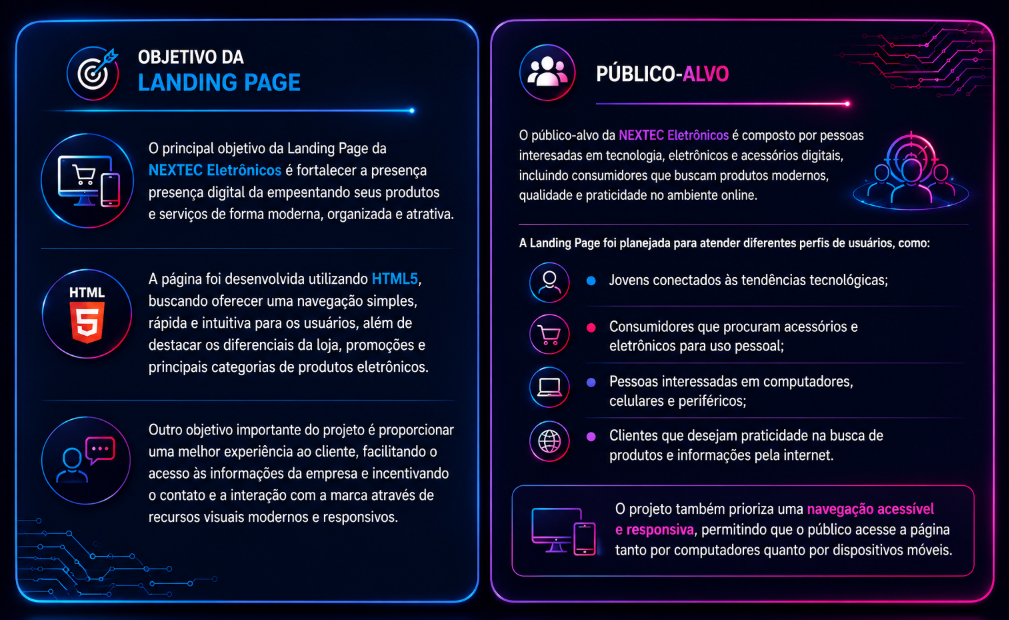 OBJETIVO DA
LANDING PAGE
O principal objetivo da Landing Page da
NEXTEC Eletrônicos é fortalecer a presença
presença digital da empeentando seus produtos
e serviços de forma moderna, organizada e atrativa.
HTML
5
A página foi desenvolvida utilizando HTML5,
buscando oferecer uma navegação simples,
rápida e intuitiva para os usuários, além de
destacar os diferenciais da loja, promoções e
principais categorias de produtos eletrônicos.
Outro objetivo importante do projeto é proporcionar
uma melhor experiência ao cliente, facilitando o
acesso às informações da empresa e incentivando
o contato e a interação com a marca através de
recursos visuais modernos e responsivos.
PÚBLICO-ALVO
O público-alvo da NEXTEC Eletrônicos é composto por pessoas
interessadas em tecnologia, eletrônicos e acessórios digitais,
incluindo consumidores que buscam produtos modernos,
qualidade e praticidade no ambiente online.
A Landing Page foi planejada para atender diferentes perfis de usuários, como:
Jovens conectados às tendências tecnológicas;
Consumidores que procuram acessórios e
eletrônicos para uso pessoal;
Pessoas interessadas em computadores,
celulares e periféricos;
Clientes que desejam praticidade na busca de
produtos e informações pela internet.
O projeto também prioriza uma navegação acessível
e responsiva, permitindo que o público acesse a página
tanto por computadores quanto por dispositivos móveis.